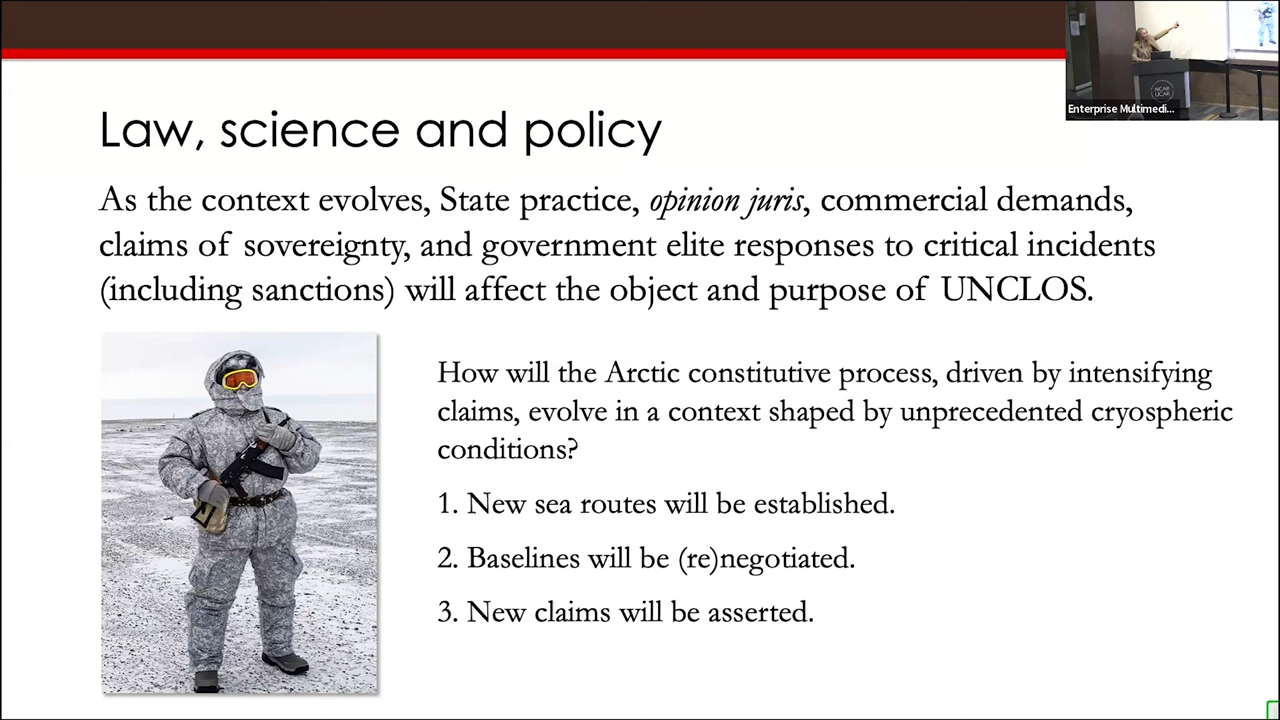 Enterprise Multimedi...
Law, science and policy
As the context evolves, State practice, opinion juris, commercial demands,
claims of sovereignty, and government elite responses to critical incidents
(including sanctions) will affect the object and purpose of UNCLOS.
How will the Arctic constitutive process, driven by intensifying
claims, evolve in a context shaped by unprecedented cryospheric
conditions?
1. New sea routes will be established.
2. Baselines will be (re)negotiated.
3. New claims will be asserted.